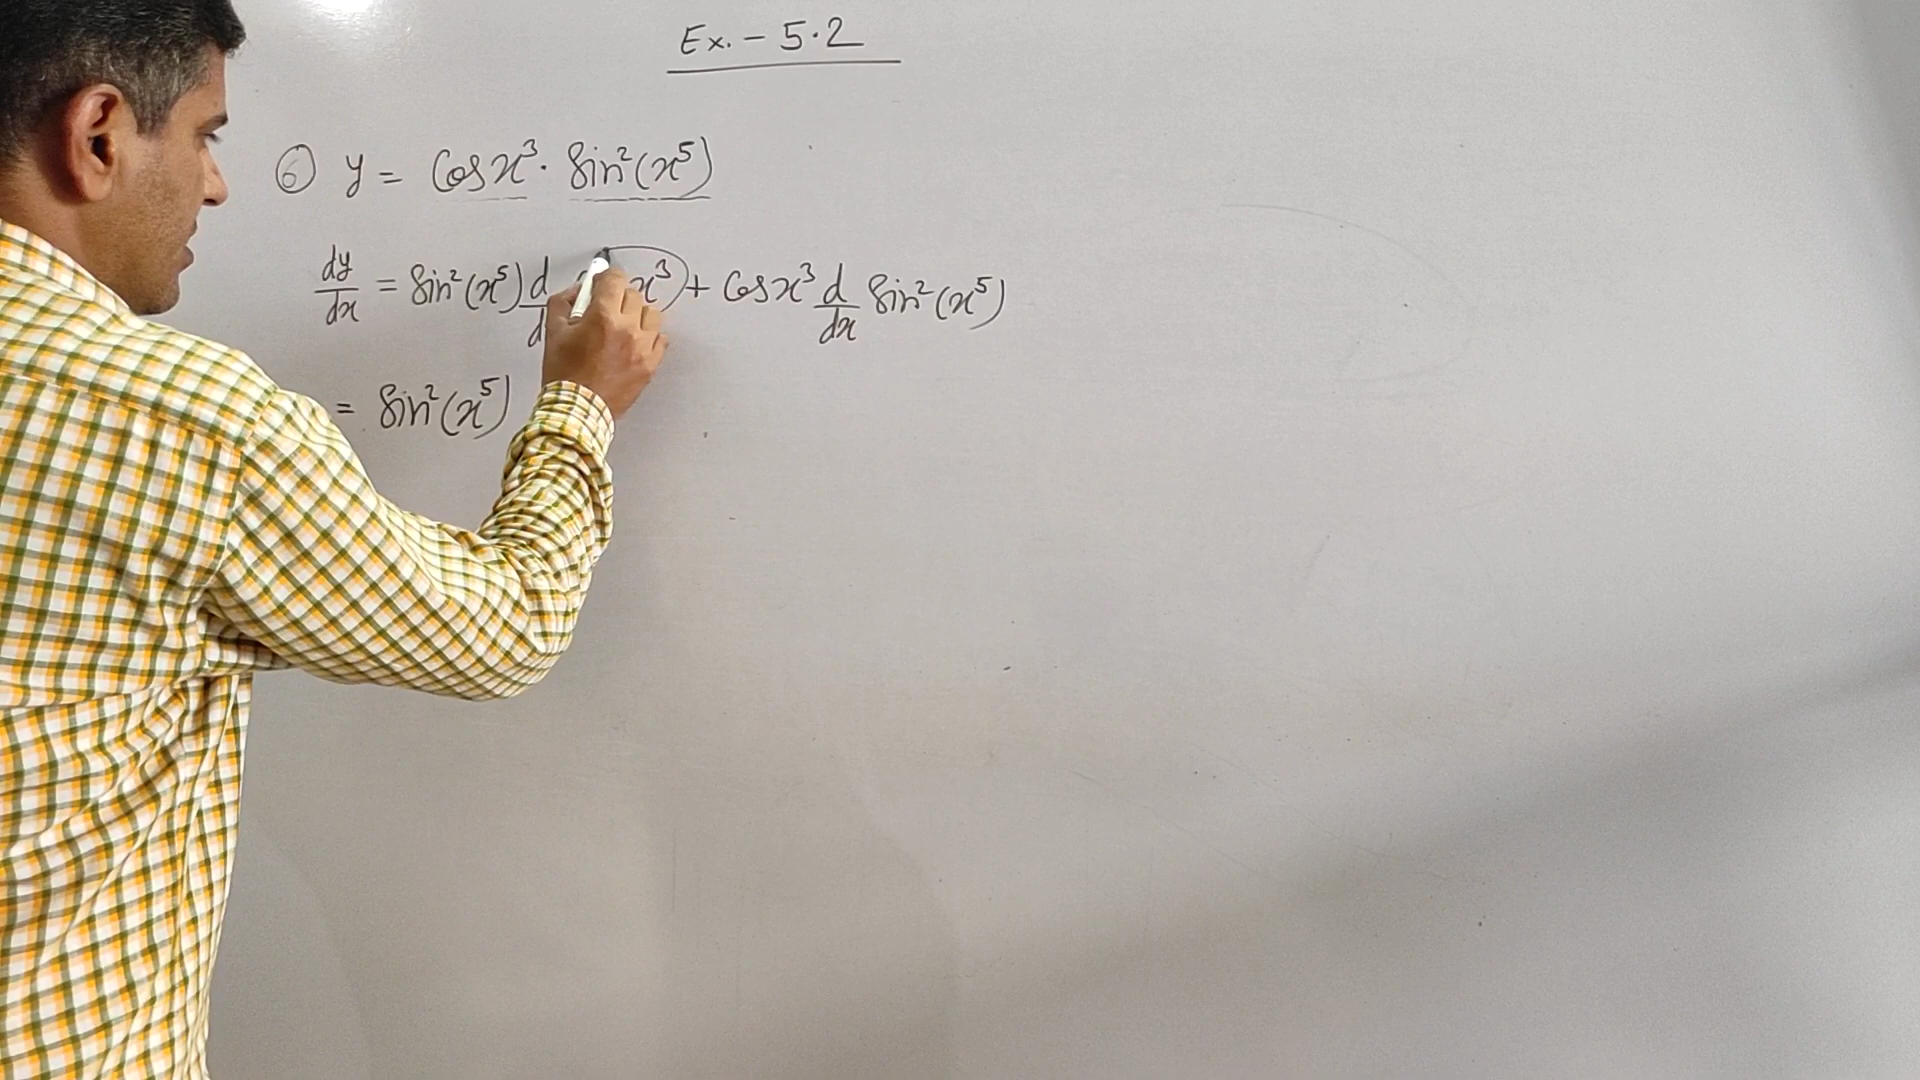 Ex. - 5.2
⑥ y = Cos x³ · Sin² (x⁵)
dy/dx = Sin² (x⁵) d x³) + Cos x³ d/dx Sin² (x⁵)
= Sin² (x⁵)